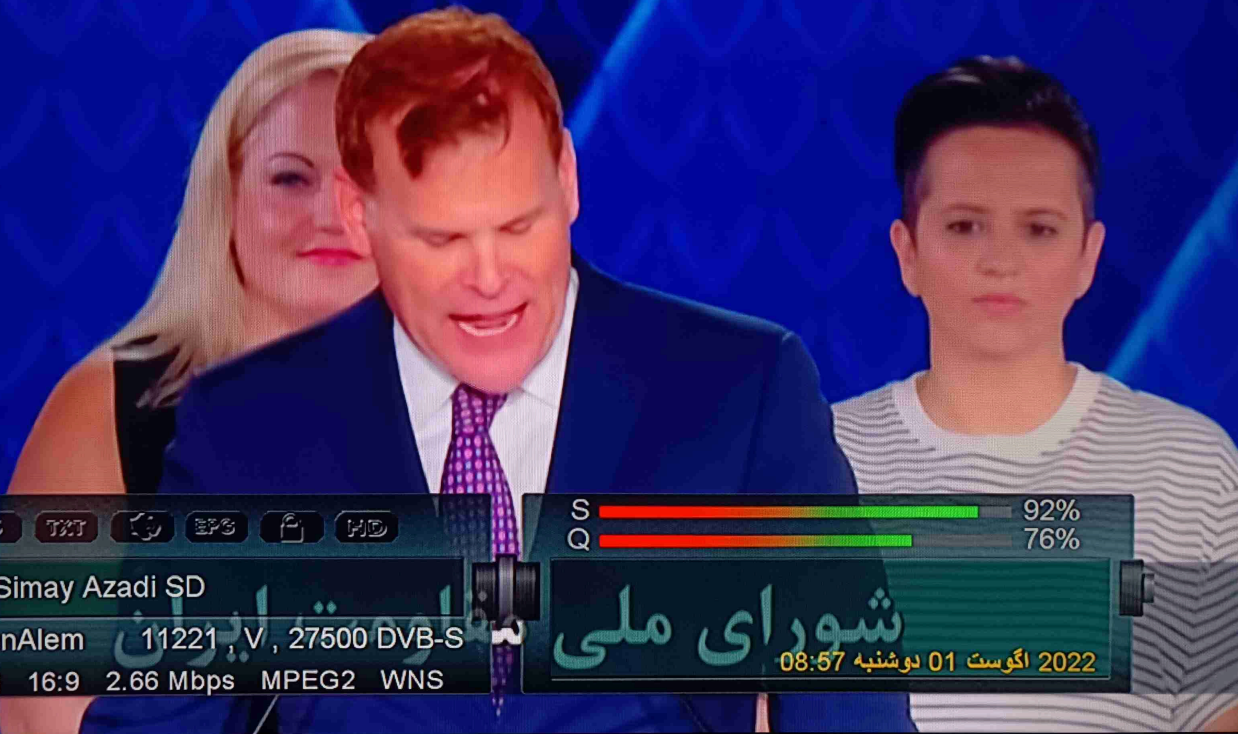 TXT
EPG
HD
S 92%
Q 76%
Simay Azadi SD
شورای ملی مقاومت ایران
nAlem 11221 , V , 27500 DVB-S
08:57 دوشنبه 01 اگوست 2022
16:9 2.66 Mbps MPEG2 WNS